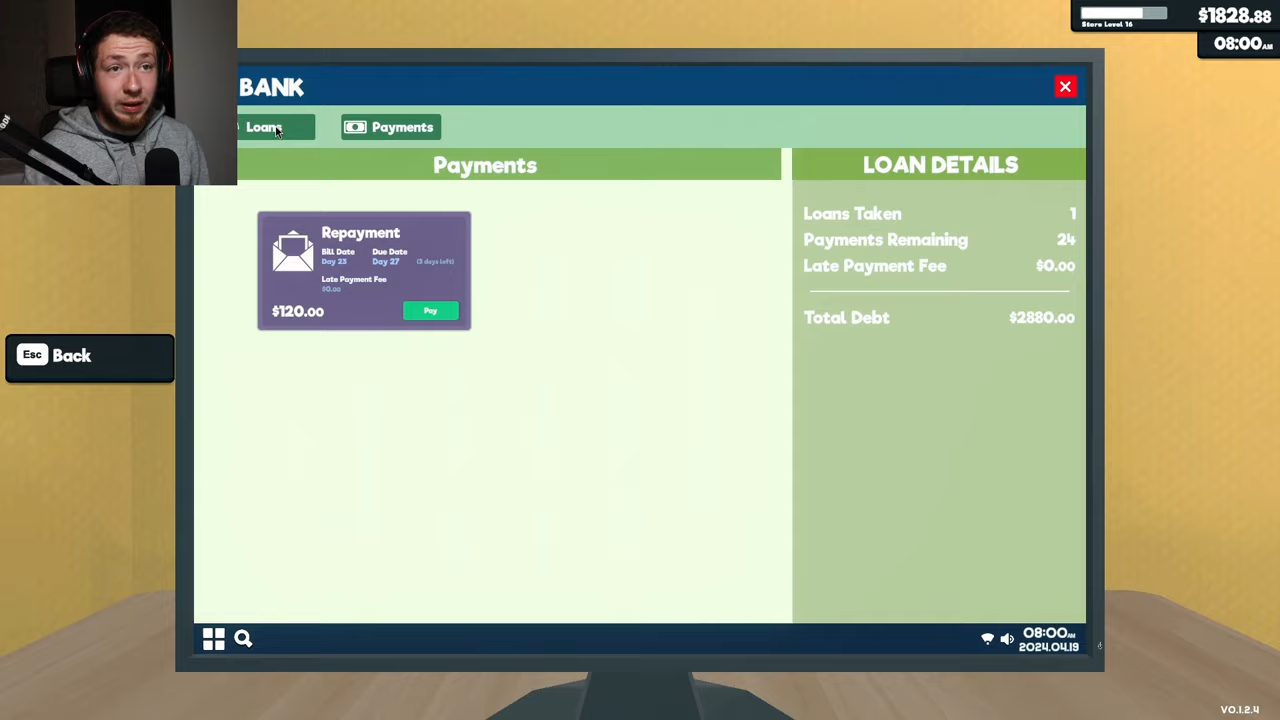 $1828.88
Store Level 16
08:00AM
BANK
Loans
Payments
Payments
LOAN DETAILS
Repayment
Bill Date
Due Date
Day 23
Day 27
(3 days left)
Late Payment Fee
$0.00
$120.00
Pay
Loans Taken 1
Payments Remaining 24
Late Payment Fee $0.00
Total Debt $2880.00
Esc Back
08:00AM
2024.04.19
V0.1.2.4